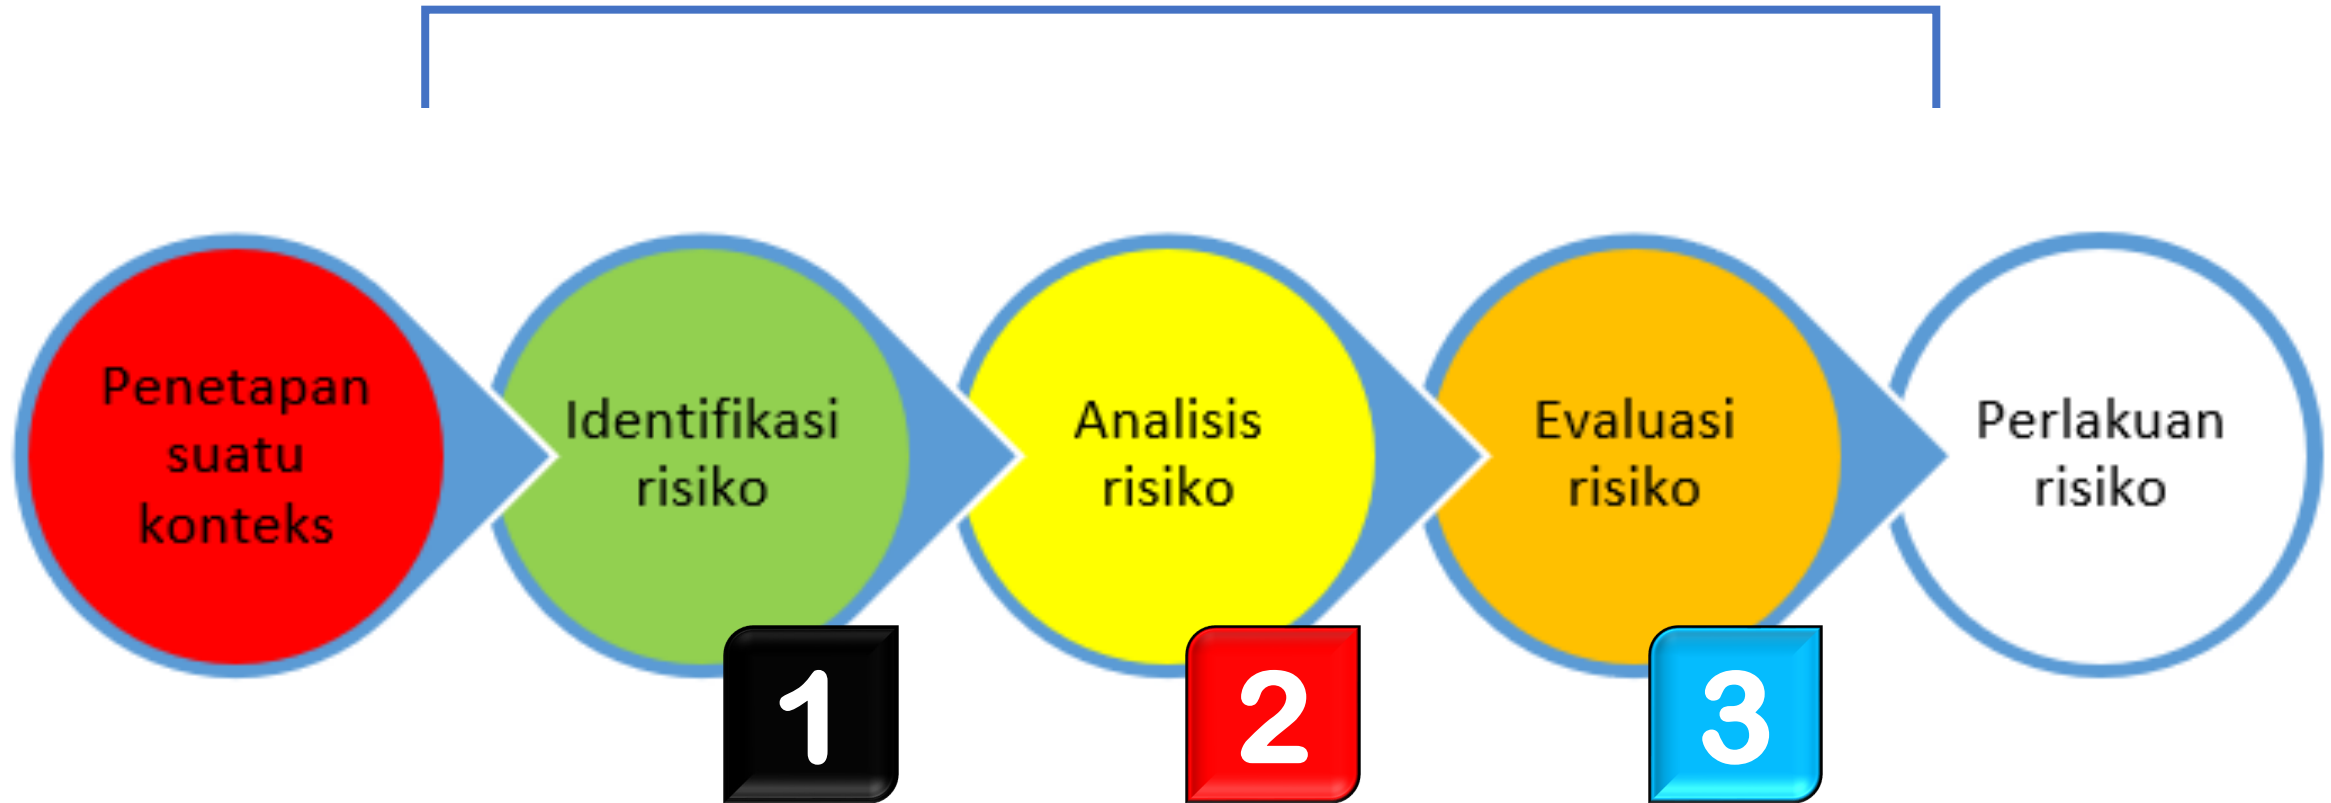 Penetapan
suatu
konteks
Identifikasi
risiko
Analisis
risiko
Evaluasi
risiko
Perlakuan
risiko
1
2
3